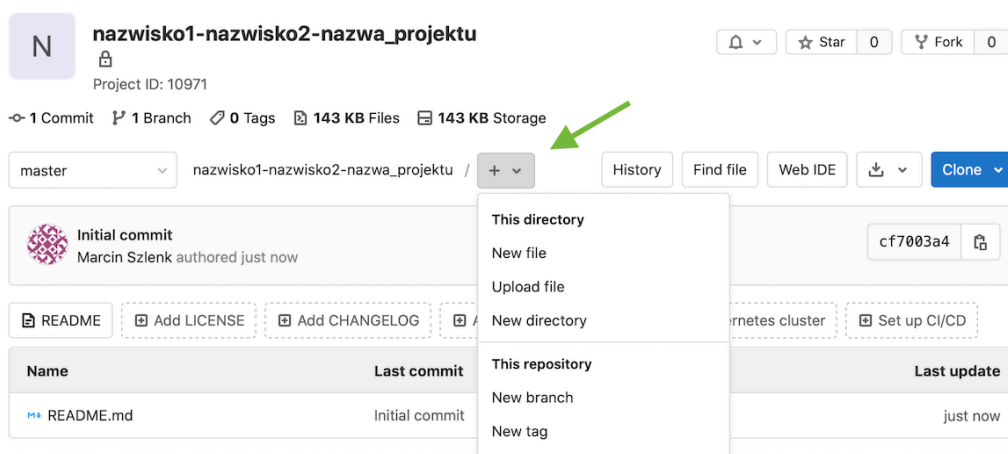 N
nazwisko1-nazwisko2-nazwa_projektu
Project ID: 10971
Star 0
Fork 0
1 Commit 1 Branch 0 Tags 143 KB Files 143 KB Storage
master
nazwisko1-nazwisko2-nazwa_projektu / +
History
Find file
Web IDE
Clone
Initial commit
Marcin Szlenk authored just now
cf7003a4
This directory
New file
Upload file
New directory
This repository
New branch
New tag
README
Add LICENSE
Add CHANGELOG
cluster
Set up CI/CD
Name Last commit Last update
README.md Initial commit just now